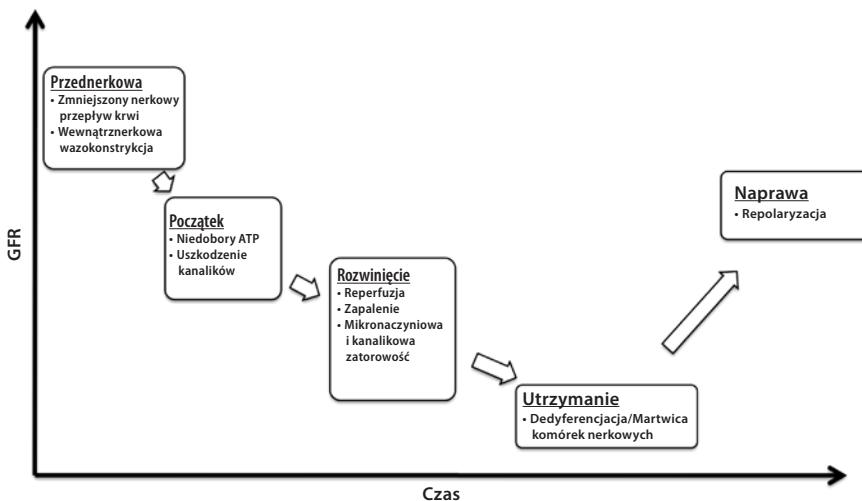 Przednerkowa
• Zmniejszony nerkowy
przepływ krwi
• Wewnątrznerkowa
wazokonstrykcja
Początek
• Niedobory ATP
• Uszkodzenie
kanalików
Rozwinięcie
• Reperfuzja
• Zapalenie
• Mikronaczyniowa
i kanalikowa
zatorowość
Utrzymanie
• Dedyferencjacja/Martwica
komórek nerkowych
Naprawa
• Repolaryzacja
GFR
Czas